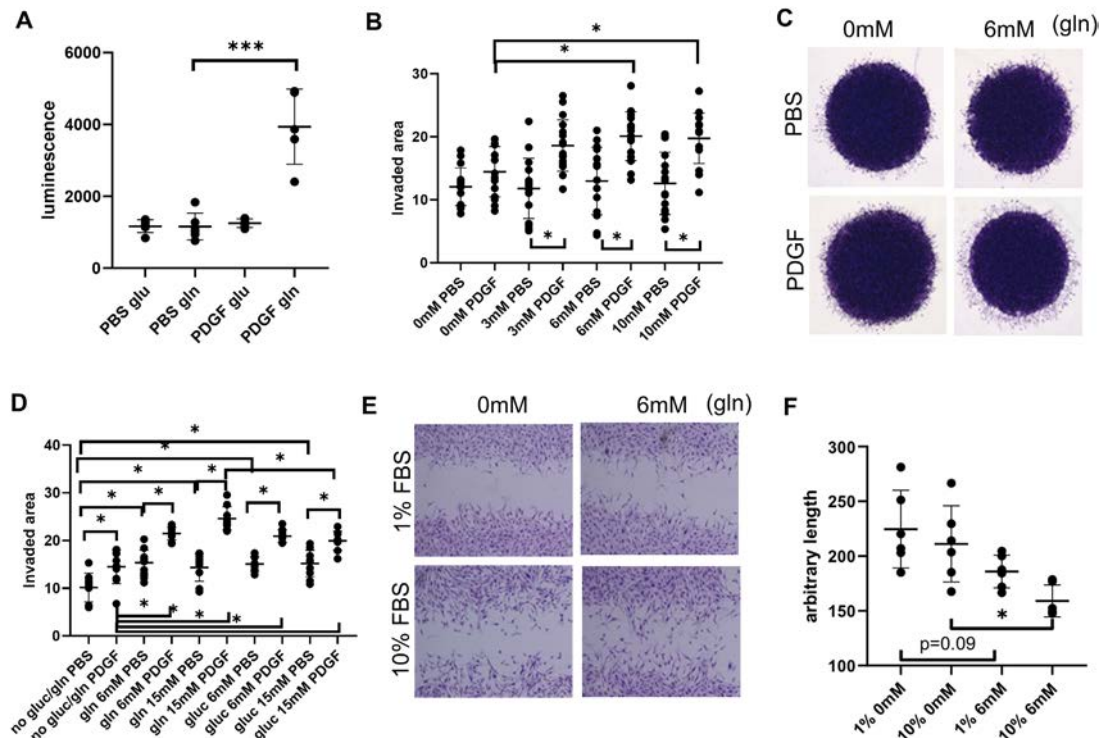 A
***
6000
4000
2000
0
luminescence
PBS glu
PBS gln
PDGF glu
PDGF gln
B
*
*
30
20
10
0
Invaded area
*
*
*
0mM PBS
0mM PDGF
3mM PBS
3mM PDGF
6mM PBS
6mM PDGF
10mM PBS
10mM PDGF
C
0mM 6mM (gln)
PBS
PDGF
D
*
*
* * *
* * * *
*
40
30
20
10
0
Invaded area
* * * *
no gluc/gln PBS
no gluc/gln PDGF
gln 6mM PBS
gln 6mM PDGF
gln 15mM PBS
gln 15mM PDGF
gluc 6mM PBS
gluc 6mM PDGF
gluc 15mM PBS
gluc 15mM PDGF
E
0mM 6mM (gln)
1% FBS
10% FBS
F
300
250
200
150
100
arbitrary length
*
p=0.09
1% 0mM
10% 0mM
1% 6mM
10% 6mM